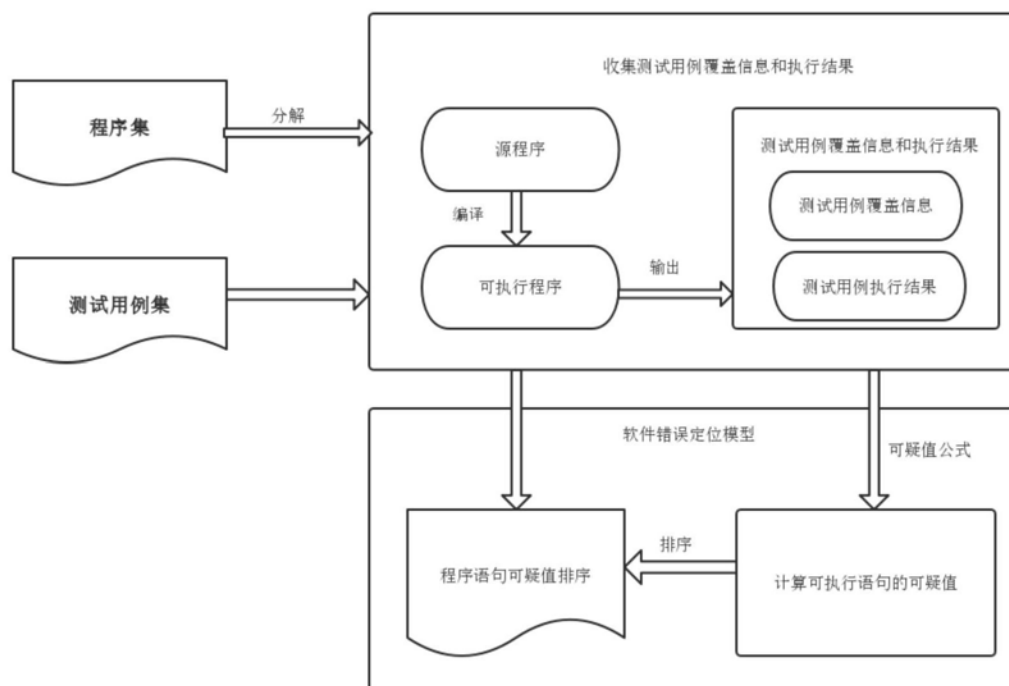 收集测试用例覆盖信息和执行结果
程序集
分解
源程序
测试用例覆盖信息和执行结果
测试用例覆盖信息
编译
测试用例集
可执行程序
输出
测试用例执行结果
软件错误定位模型
可疑值公式
程序语句可疑值排序
排序
计算可执行语句的可疑值